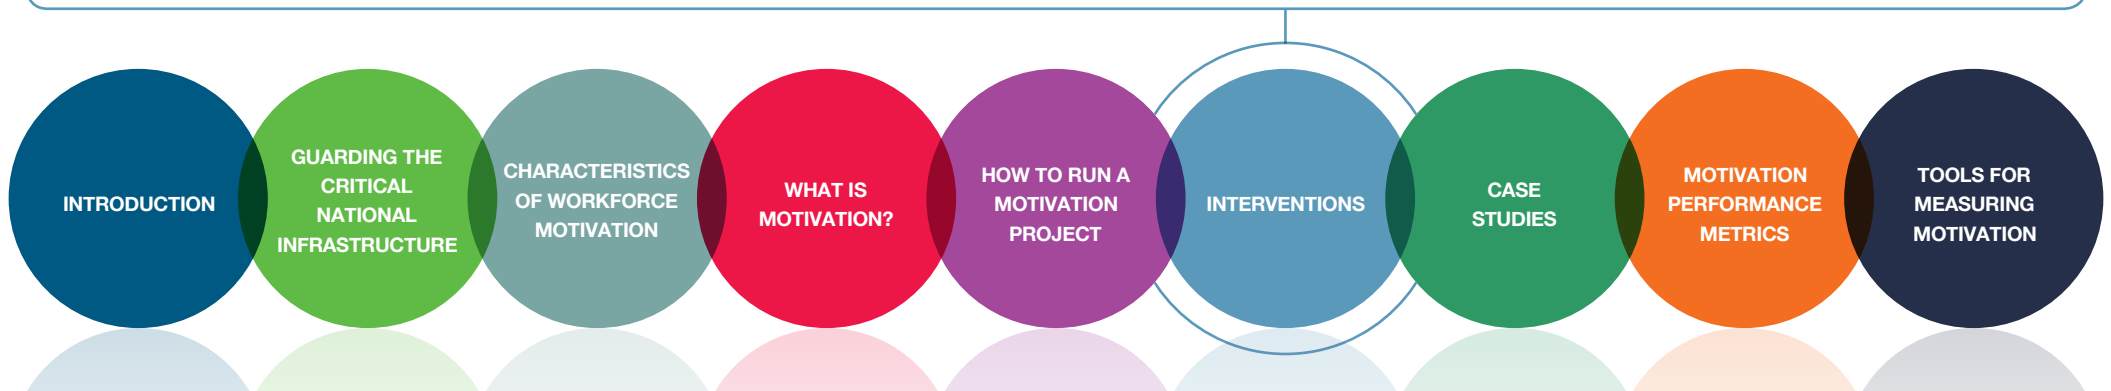 INTRODUCTION
GUARDING THE
CRITICAL
NATIONAL
INFRASTRUCTURE
CHARACTERISTICS
OF WORKFORCE
MOTIVATION
WHAT IS
MOTIVATION?
HOW TO RUN A
MOTIVATION
PROJECT
INTERVENTIONS
CASE
STUDIES
MOTIVATION
PERFORMANCE
METRICS
TOOLS FOR
MEASURING
MOTIVATION